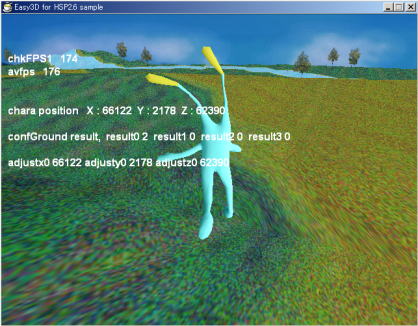 Easy3D for HSP2.6 sample
chkFPS1 174
avfps 176
chara position X : 66122 Y : 2178 Z : 62390
confGround result, result0 2 result1 0 result2 0 result3 0
adjustx0 66122 adjusty0 2178 adjustz0 62390